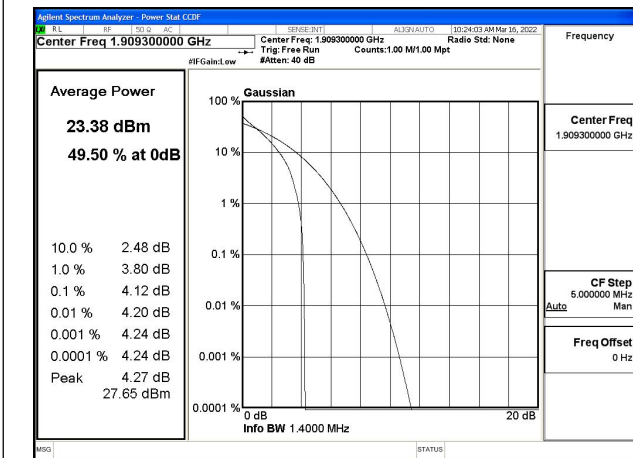 Agilent Spectrum Analyzer - Power Stat CCDF
RL RF 50 Ω AC SENSE:INT ALIGN AUTO 10:24:03 AM Mar 16, 2022
Center Freq 1.909300000 GHz
Center Freq: 1.909300000 GHz Radio Std: None
Trig: Free Run Counts:1.00 M/1.00 Mpt
#IFGain:Low #Atten: 40 dB
Frequency
Average Power
23.38 dBm
49.50 % at 0dB
10.0 % 2.48 dB
1.0 % 3.80 dB
0.1 % 4.12 dB
0.01 % 4.20 dB
0.001 % 4.24 dB
0.0001 % 4.24 dB
Peak 4.27 dB
27.65 dBm
Gaussian
100 %
10 %
1 %
0.1 %
0.01 %
0.001 %
0.0001 %
0 dB 20 dB
Info BW 1.4000 MHz
Center Freq
1.909300000 GHz
CF Step
5.000000 MHz
Auto Man
Freq Offset
0 Hz
MSG STATUS